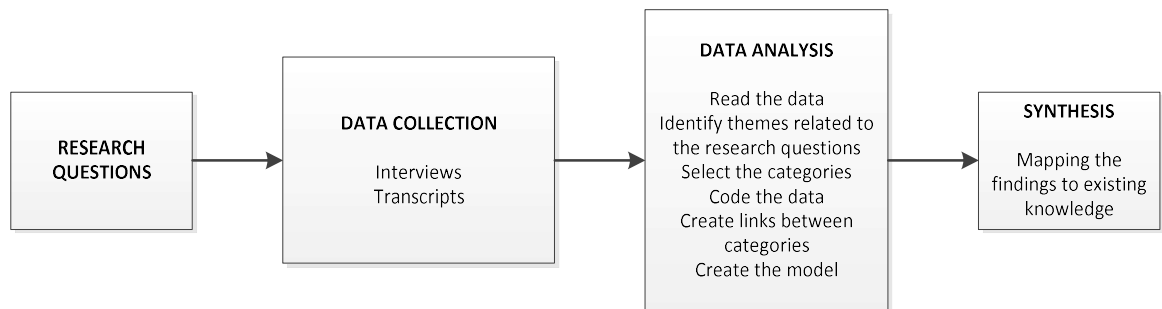 RESEARCH
QUESTIONS
DATA COLLECTION
Interviews
Transcripts
DATA ANALYSIS
Read the data
Identify themes related to
the research questions
Select the categories
Code the data
Create links between
categories
Create the model
SYNTHESIS
Mapping the
findings to existing
knowledge